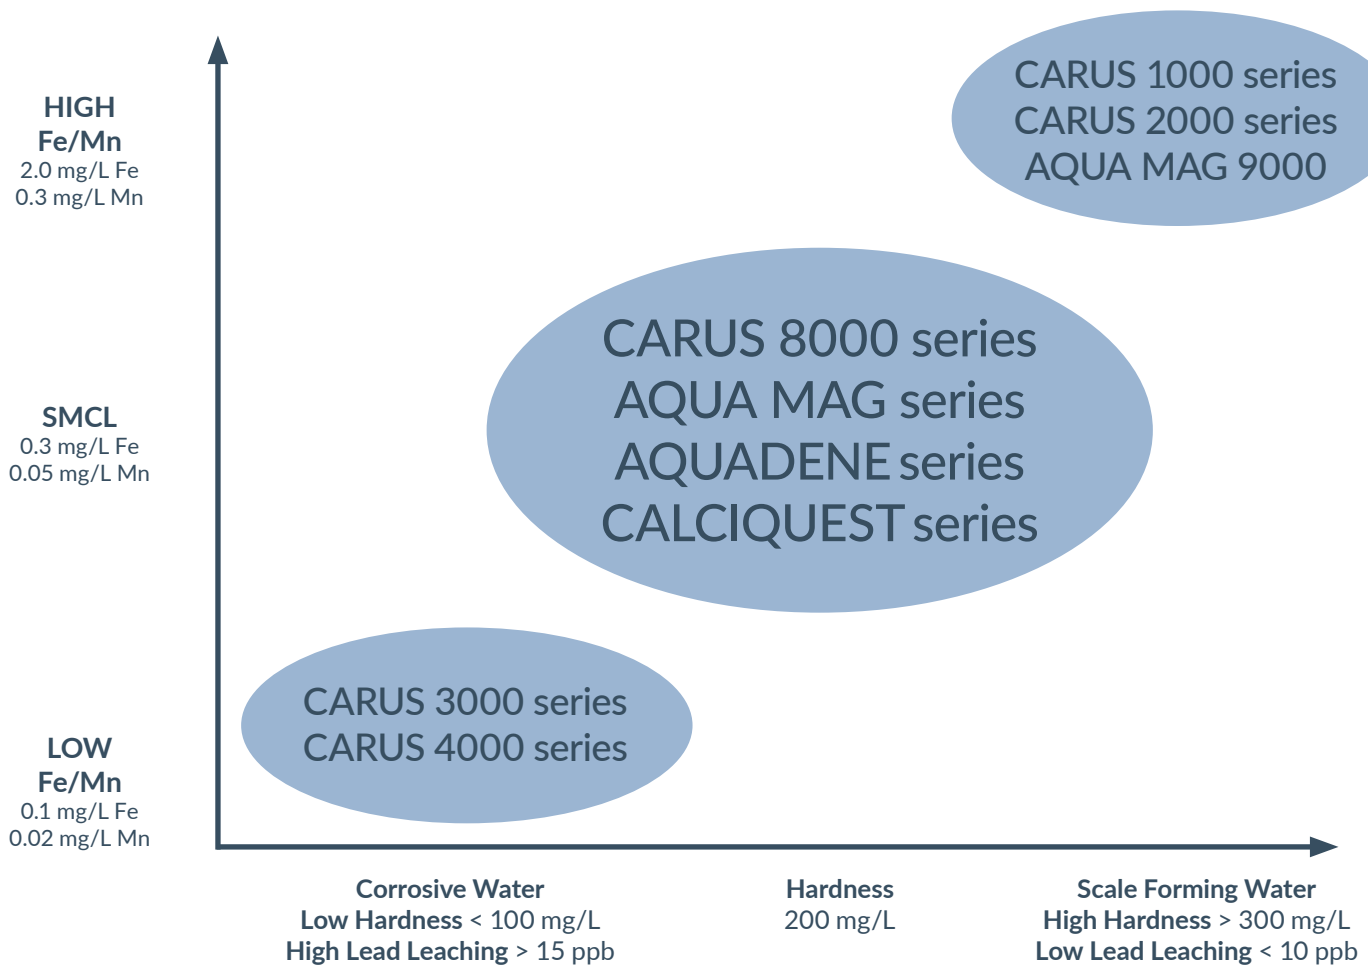 HIGH
Fe/Mn
2.0 mg/L Fe
0.3 mg/L Mn
CARUS 1000 series
CARUS 2000 series
AQUA MAG 9000
SMCL
0.3 mg/L Fe
0.05 mg/L Mn
CARUS 8000 series
AQUA MAG series
AQUADENE series
CALCIQUEST series
LOW
Fe/Mn
0.1 mg/L Fe
0.02 mg/L Mn
CARUS 3000 series
CARUS 4000 series
Corrosive Water
Low Hardness < 100 mg/L
High Lead Leaching > 15 ppb
Hardness
200 mg/L
Scale Forming Water
High Hardness > 300 mg/L
Low Lead Leaching < 10 ppb